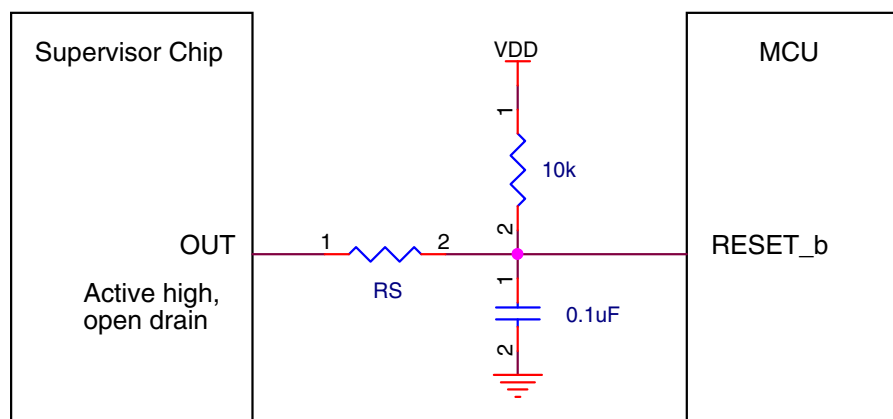 Supervisor Chip
VDD
MCU
1
10k
2
OUT
1
2
RESET_b
RS
Active high,
open drain
1
0.1uF
2